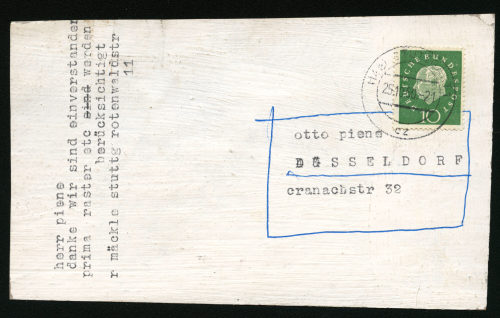 herr piene
danke wir sind einverstanden
prima raster etc sind werden
berücksichtigt
r mäckle stuttg rotenwaldstr
11
DEUTSCHE BUNDESPOST
10
otto piene
DÜSSELDORF
cranachstr 32